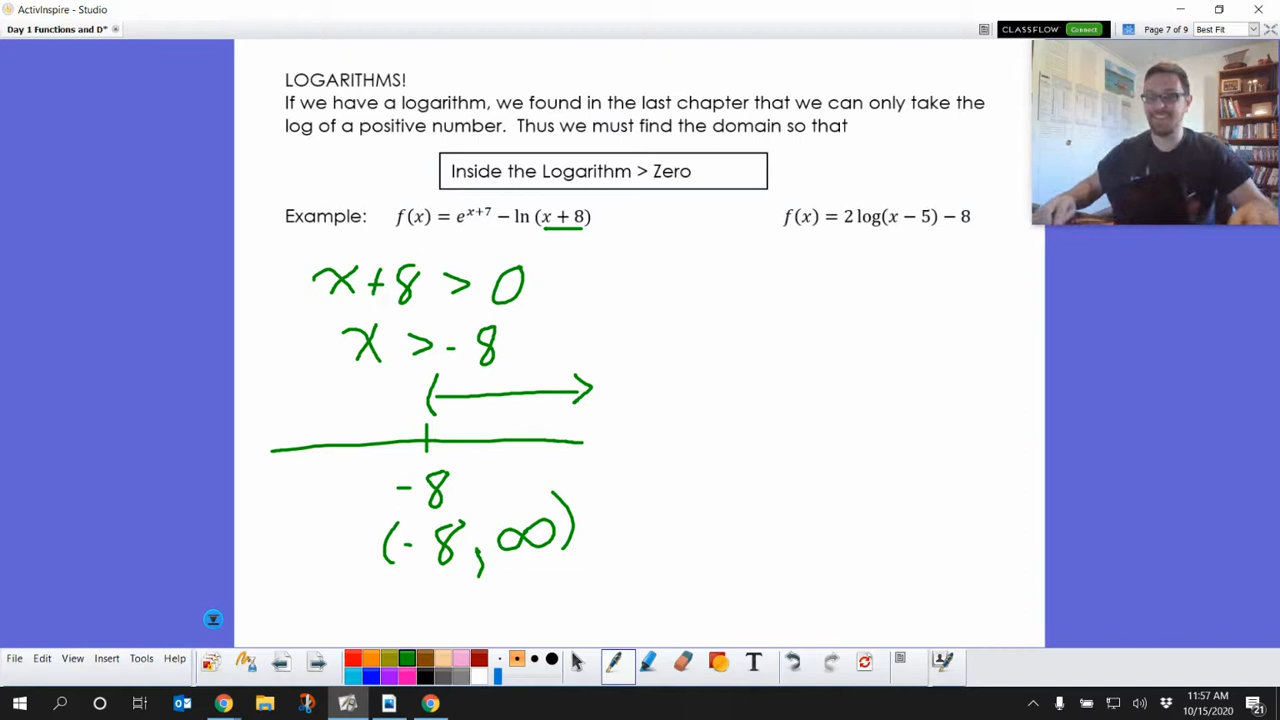 ActivInspire - Studio
Day 1 Functions and D*
CLASSFLOW Connect Page 7 of 9 Best Fit
LOGARITHMS!
If we have a logarithm, we found in the last chapter that we can only take the
log of a positive number. Thus we must find the domain so that
Inside the Logarithm > Zero
Example: f(x) = e^{x+7} − ln (x + 8) f(x) = 2 log(x − 5) − 8
x+8 > 0
x > -8
-8
(-8, ∞)
File Edit View Insert Tools Help
T
11:57 AM
10/15/2020
21